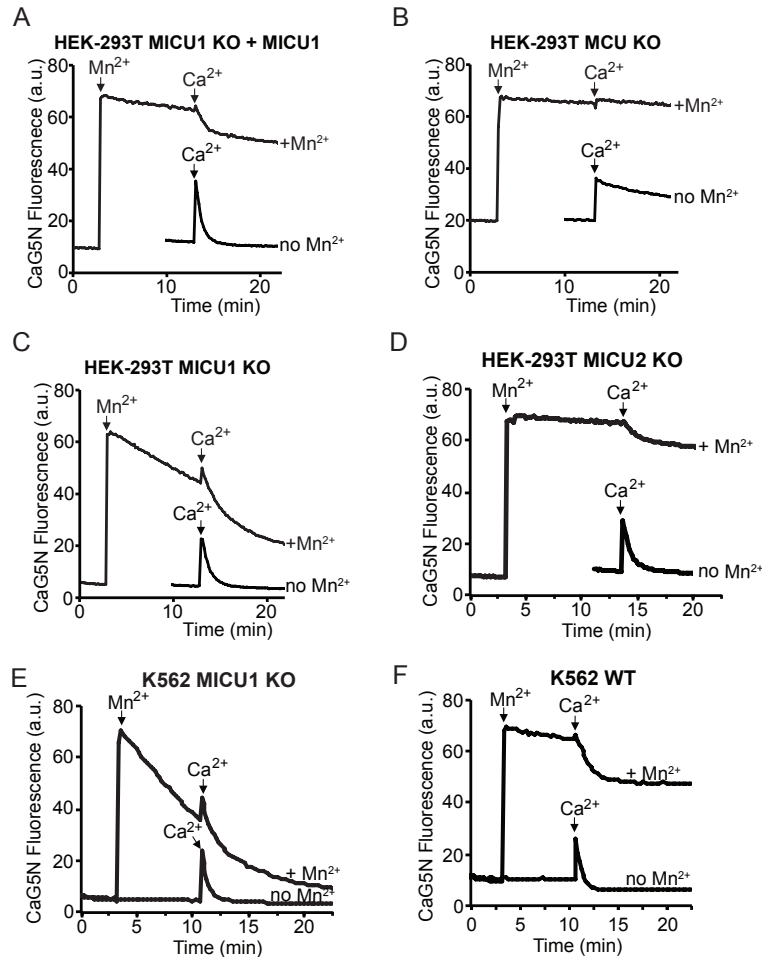 A
HEK-293T MICU1 KO + MICU1
CaG5N Fluorescnece (a.u.)
80
60
40
20
0
Mn²⁺
Ca²⁺
+Mn²⁺
Ca²⁺
no Mn²⁺
0
10
20
Time (min)
B
HEK-293T MCU KO
CaG5N Fluorescnece (a.u.)
80
60
40
20
0
Mn²⁺
Ca²⁺
+Mn²⁺
Ca²⁺
no Mn²⁺
0
10
20
Time (min)
C
HEK-293T MICU1 KO
CaG5N Fluorescnece (a.u.)
80
60
40
20
0
Mn²⁺
Ca²⁺
Ca²⁺
+Mn²⁺
no Mn²⁺
0
10
20
Time (min)
D
HEK-293T MICU2 KO
CaG5N Fluorescence (a.u.)
80
60
40
20
0
Mn²⁺
Ca²⁺
+ Mn²⁺
Ca²⁺
no Mn²⁺
0
5
10
15
20
Time (min)
E
K562 MICU1 KO
CaG5N Fluorescence (a.u.)
80
60
40
20
0
Mn²⁺
Ca²⁺
Ca²⁺
+ Mn²⁺
no Mn²⁺
0
5
10
15
20
Time (min)
F
K562 WT
CaG5N Fluorescence (a.u.)
80
60
40
20
0
Mn²⁺
Ca²⁺
+ Mn²⁺
Ca²⁺
no Mn²⁺
0
5
10
15
20
Time (min)